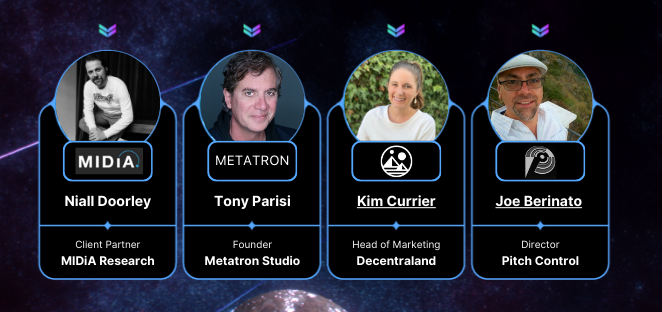 MIDiA
METATRON
Niall Doorley
Tony Parisi
Kim Currier
Joe Berinato
Client Partner
MIDiA Research
Founder
Metatron Studio
Head of Marketing
Decentraland
Director
Pitch Control